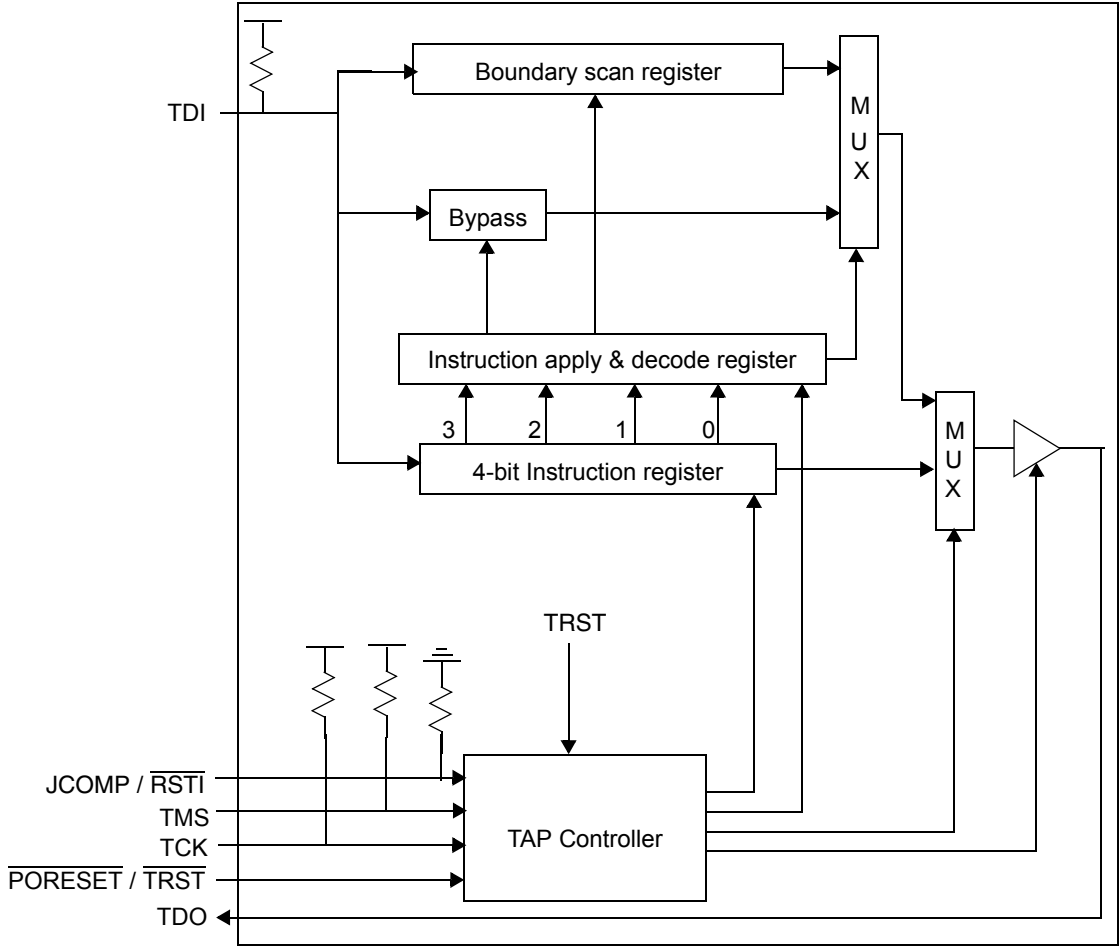 Boundary scan register
M
U X
TDI
Bypass
Instruction apply & decode register
3 2 1 0
4-bit Instruction register
M
U
X
TRST
JCOMP / RSTI
TMS
TCK
TAP Controller
PORESET / TRST
TDO